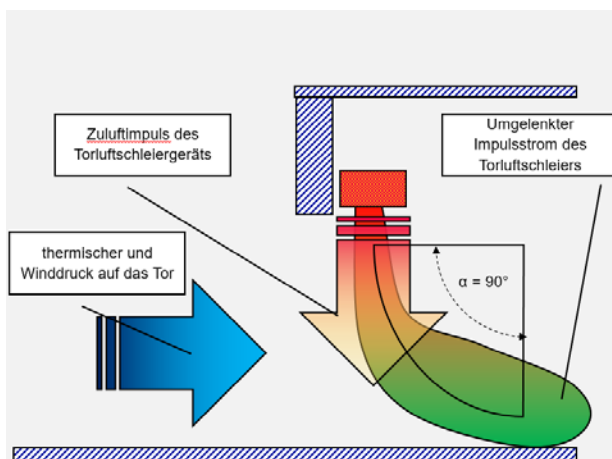 Zuluftimpuls des
Torluftschleiergeräts
Umgelenkter
Impulsstrom des
Torluftschleiers
thermischer und
Winddruck auf das Tor
α = 90°